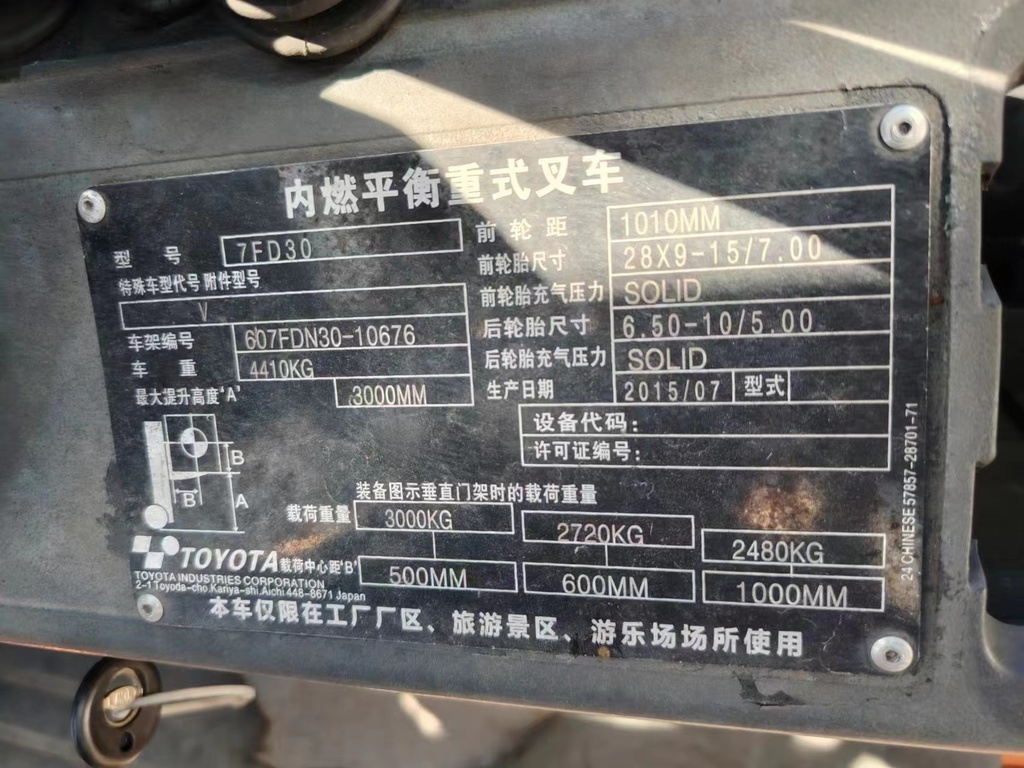 内燃平衡重式叉车
型 号 7FD30
特殊车型代号 附件型号
V
车架编号 607FDN30-10676
车 重 4410KG
最大提升高度"A" 3000MM
前 轮 距 1010MM
前轮胎尺寸 28X9-15/7.00
前轮胎充气压力 SOLID
后轮胎尺寸 6.50-10/5.00
后轮胎充气压力 SOLID
生产日期 2015/07 型式
设备代码:
许可证编号:
B
B
A
装备图示垂直门架时的载荷重量
载荷重量 3000KG 2720KG 2480KG
载荷中心距"B" 500MM 600MM 1000MM
TOYOTA
TOYOTA INDUSTRIES CORPORATION
2-1 Toyoda-cho.Kariya-shi.Aichi 448-8671 Japan
本车仅限在工厂厂区、旅游景区、游乐场场所使用
24 CHINESE 57857-28701-71